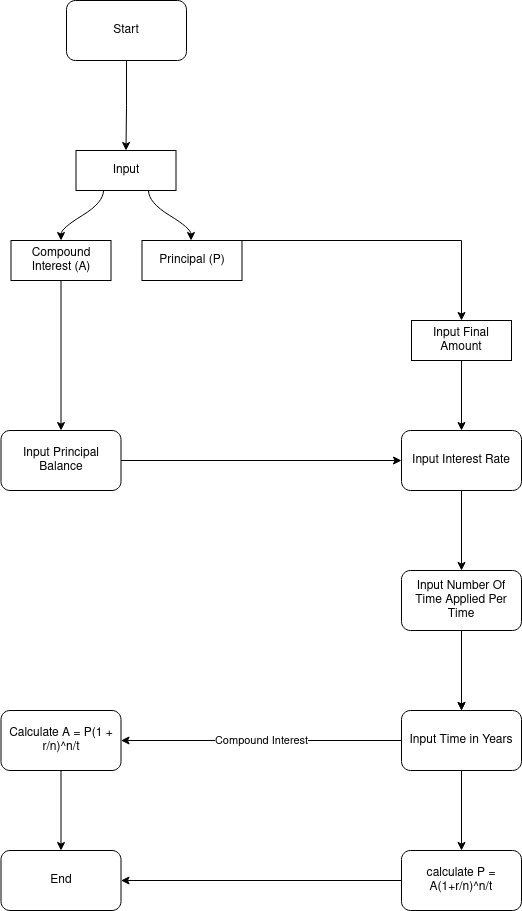 Start
Input
Compound
Interest (A)
Principal (P)
Input Final
Amount
Input Principal
Balance
Input Interest Rate
Input Number Of
Time Applied Per
Time
Calculate A = P(1 +
r/n)^n/t
Compound Interest
Input Time in Years
End
calculate P =
A(1+r/n)^n/t